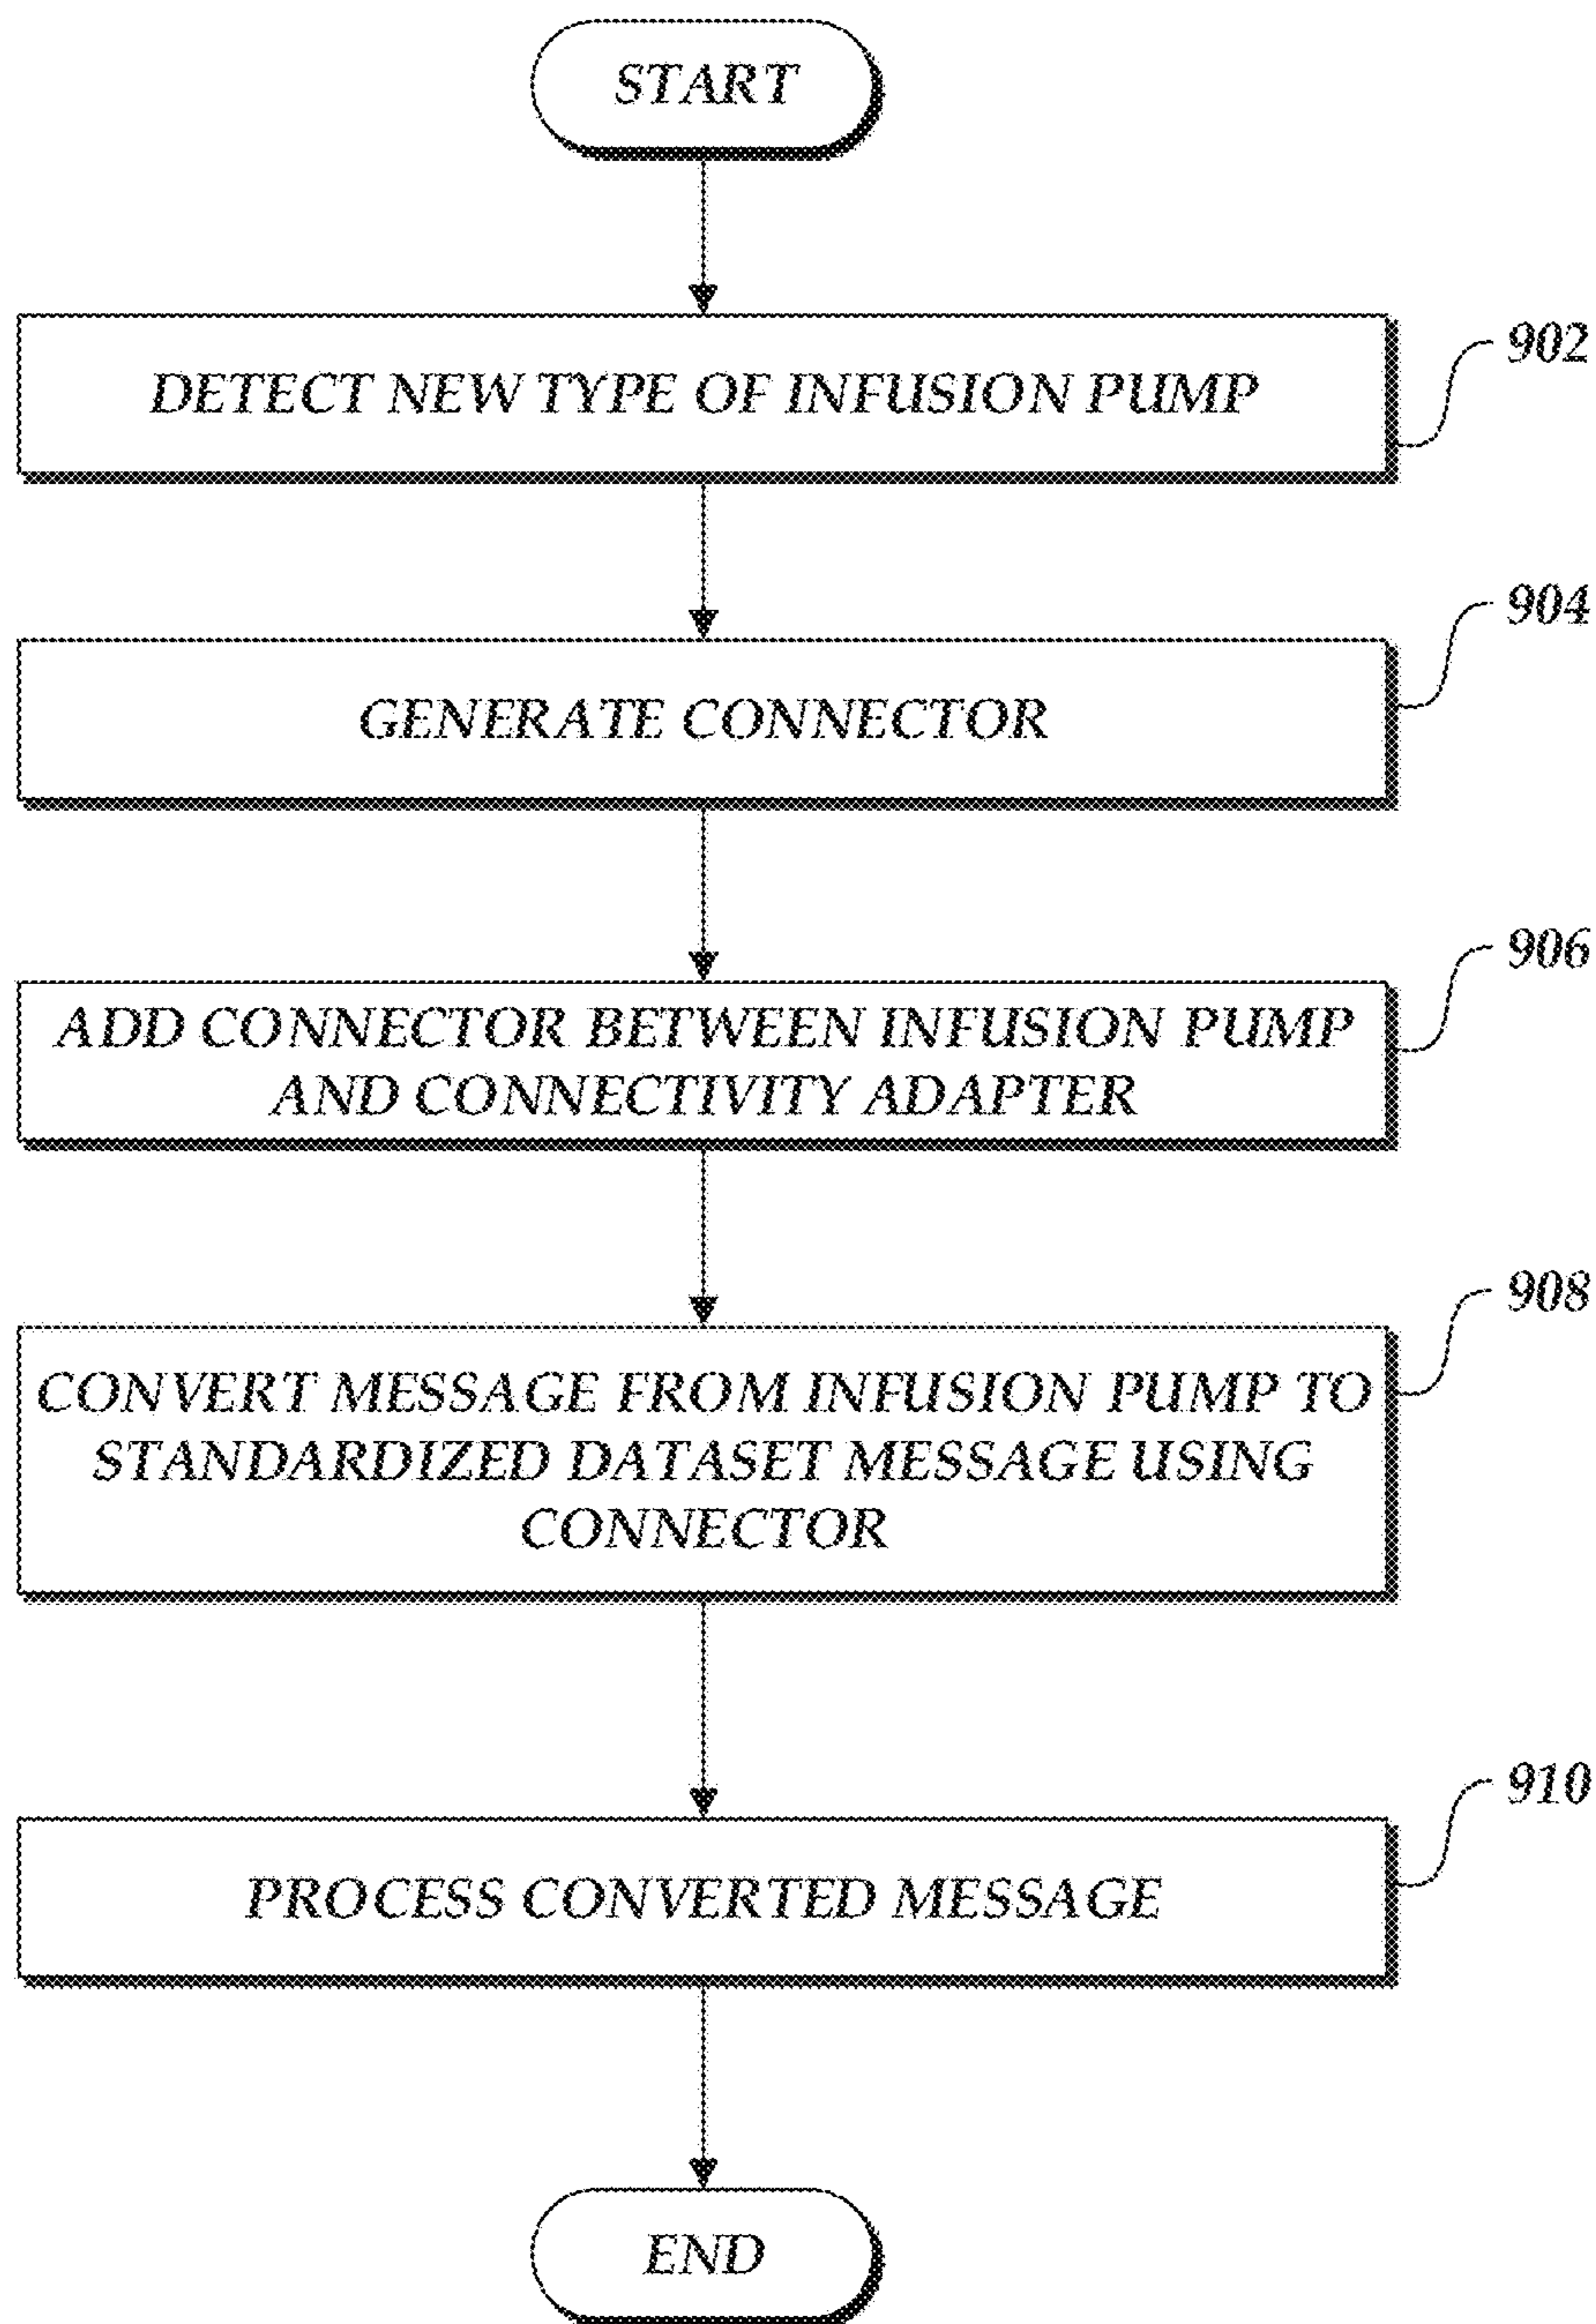 START
DETECT NEW TYPE OF INFUSION PUMP
902
GENERATE CONNECTOR
904
ADD CONNECTOR BETWEEN INFUSION PUMP
AND CONNECTIVITY ADAPTER
906
CONVERT MESSAGE FROM INFUSION PUMP TO
STANDARDIZED DATASET MESSAGE USING
CONNECTOR
908
PROCESS CONVERTED MESSAGE
910
END